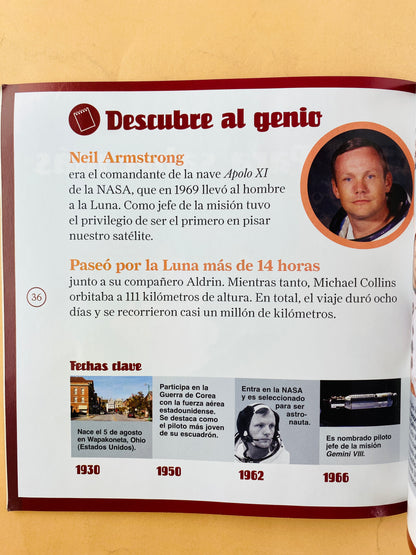 Descubre al genio
Neil Armstrong
era el comandante de la nave Apolo XI
de la NASA, que en 1969 llevó al hombre
a la Luna. Como jefe de la misión tuvo
el privilegio de ser el primero en pisar
nuestro satélite.
Paseó por la Luna más de 14 horas
junto a su compañero Aldrin. Mientras tanto, Michael Collins
orbitaba a 111 kilómetros de altura. En total, el viaje duró ocho
días y se recorrieron casi un millón de kilómetros.
36
Fechas clave
Nace el 5 de agosto
en Wapakoneta, Ohio
(Estados Unidos).
1930
Participa en la
Guerra de Corea
con la fuerza aérea
estadounidense.
Se destaca como
el piloto más joven
de su escuadrón.
1950
Entra en la NASA
y es seleccionado
para ser
astro-
nauta.
1962
Es nombrado piloto
jefe de la misión
Gemini VIII.
1966